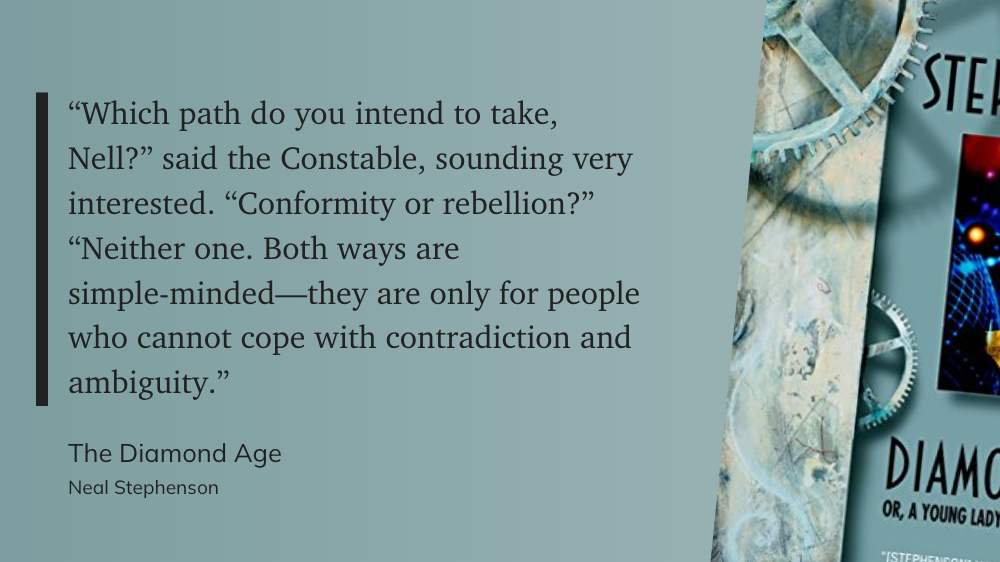 “Which path do you intend to take,
Nell?” said the Constable, sounding very
interested. “Conformity or rebellion?”
“Neither one. Both ways are
simple-minded—they are only for people
who cannot cope with contradiction and
ambiguity.”
The Diamond Age
Neal Stephenson
STEP
DIAMO
OR, A YOUNG LADY
"[STEPHENSON]